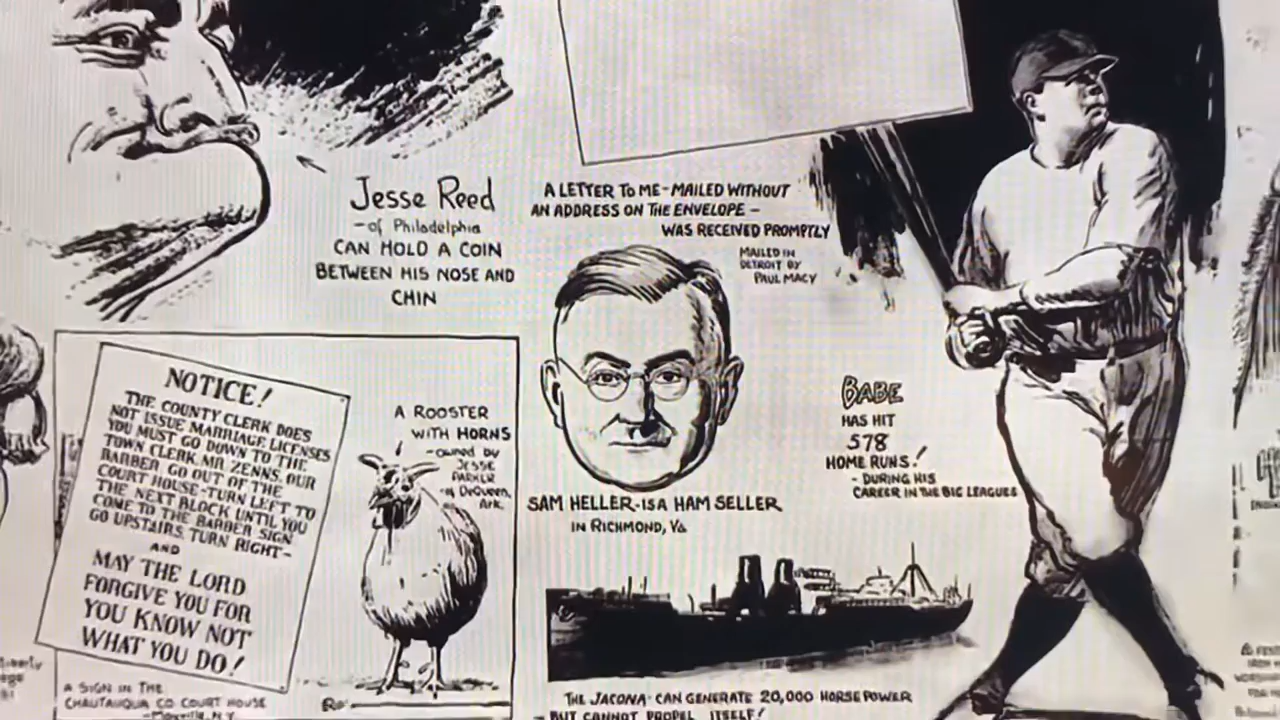 Jesse Reed
-of Philadelphia
CAN HOLD A COIN
BETWEEN HIS NOSE AND
CHIN
A LETTER TO ME-MAILED WITHOUT
AN ADDRESS ON THE ENVELOPE -
WAS RECEIVED PROMPTLY
MAILED IN
DETROIT BY
PAUL MACY
NOTICE!
THE COUNTY CLERK DOES
NOT ISSUE MARRIAGE LICENSES
YOU MUST GO DOWN TO THE
TOWN CLERK MR. ZENNS. OUR
BARBER GO OUT OF THE
COURT HOUSE-TURN LEFT TO
THE NEXT BLOCK UNTIL YOU
COME TO THE BARBER SIGN
GO UPSTAIRS, TURN RIGHT-
AND
MAY THE LORD
FORGIVE YOU FOR
YOU KNOW NOT
WHAT YOU DO!
A SIGN IN THE
CHAUTAUQUA CO COURT HOUSE
N.Y.
A ROOSTER
WITH HORNS
-owned by
JESSE
PARKER
of DeQueen,
Ark.
SAM HELLER-IS A HAM SELLER
IN RICHMOND, Va
BABE
HAS HIT
578
HOME RUNS!
- DURING HIS
CAREER IN THE BIG LEAGUES
THE JACONA-CAN GENERATE 20,000 HORSE POWER
- BUT CANNOT PROPEL ITSELF!